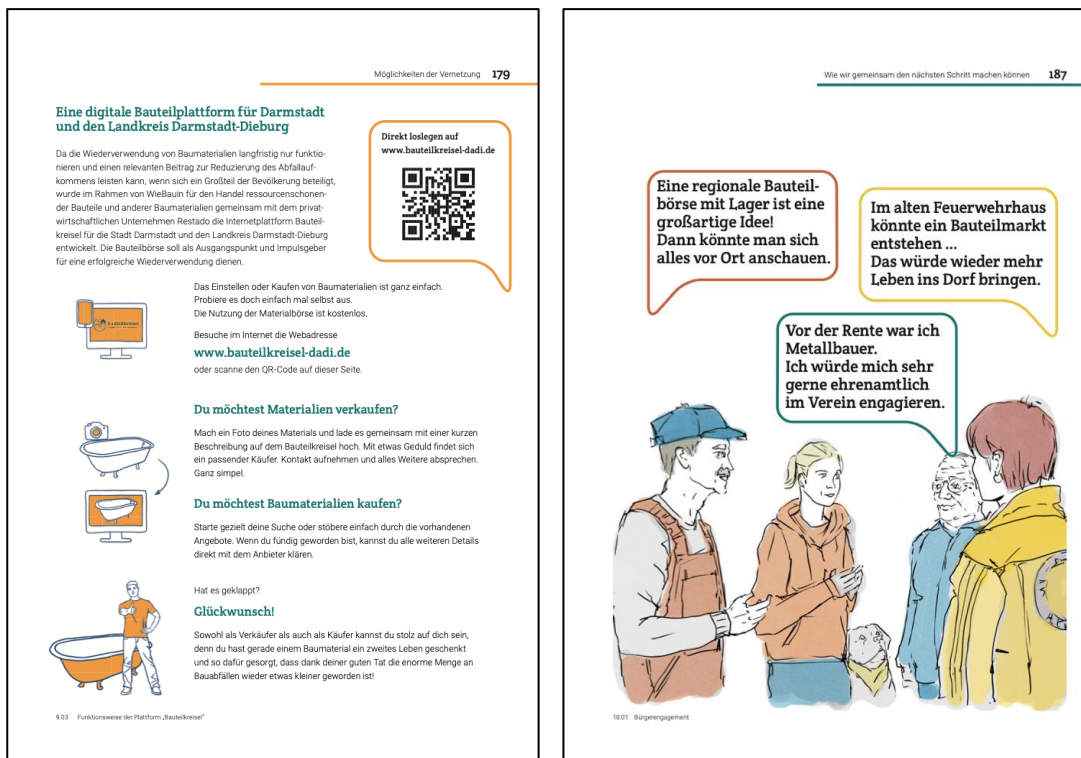 Möglichkeiten der Vernetzung 179
Eine digitale Bauteilplattform für Darmstadt
und den Landkreis Darmstadt-Dieburg
Da die Wiederverwendung von Baumaterialien langfristig nur funktio-
nieren und einen relevanten Beitrag zur Reduzierung des Abfallauf-
kommens leisten kann, wenn sich ein Großteil der Bevölkerung beteiligt,
wurde im Rahmen von WieBauin für den Handel ressourcenschonen-
der Bauteile und anderer Baumaterialien gemeinsam mit dem privat-
wirtschaftlichen Unternehmen Restado die Internetplattform Bauteil-
kreisel für die Stadt Darmstadt und den Landkreis Darmstadt-Dieburg
entwickelt. Die Bauteilbörse soll als Ausgangspunkt und Impulsgeber
für eine erfolgreiche Wiederverwendung dienen.
Direkt loslegen auf
www.bauteilkreisel-dadi.de
Das Einstellen oder Kaufen von Baumaterialien ist ganz einfach.
Probiere es doch einfach mal selbst aus.
Die Nutzung der Materialbörse ist kostenlos.
Besuche im Internet die Webadresse
www.bauteilkreisel-dadi.de
oder scanne den QR-Code auf dieser Seite.
Du möchtest Materialien verkaufen?
Mach ein Foto deines Materials und lade es gemeinsam mit einer kurzen
Beschreibung auf dem Bauteilkreisel hoch. Mit etwas Geduld findet sich
ein passender Käufer. Kontakt aufnehmen und alles Weitere absprechen.
Ganz simpel.
Du möchtest Baumaterialien kaufen?
Starte gezielt deine Suche oder stöbere einfach durch die vorhandenen
Angebote. Wenn du fündig geworden bist, kannst du alle weiteren Details
direkt mit dem Anbieter klären.
Hat es geklappt?
Glückwunsch!
Sowohl als Verkäufer als auch als Käufer kannst du stolz auf dich sein,
denn du hast gerade einem Baumaterial ein zweites Leben geschenkt
und so dafür gesorgt, dass dank deiner guten Tat die enorme Menge an
Bauabfällen wieder etwas kleiner geworden ist!
9.03 Funktionsweise der Plattform „Bauteilkreisel“
Wie wir gemeinsam den nächsten Schritt machen können 187
Eine regionale Bauteil-
börse mit Lager ist eine
großartige Idee!
Dann könnte man sich
alles vor Ort anschauen.
Im alten Feuerwehrhaus
könnte ein Bauteilmarkt
entstehen ...
Das würde wieder mehr
Leben ins Dorf bringen.
Vor der Rente war ich
Metallbauer.
Ich würde mich sehr
gerne ehrenamtlich
im Verein engagieren.
10.01 Bürgerengagement